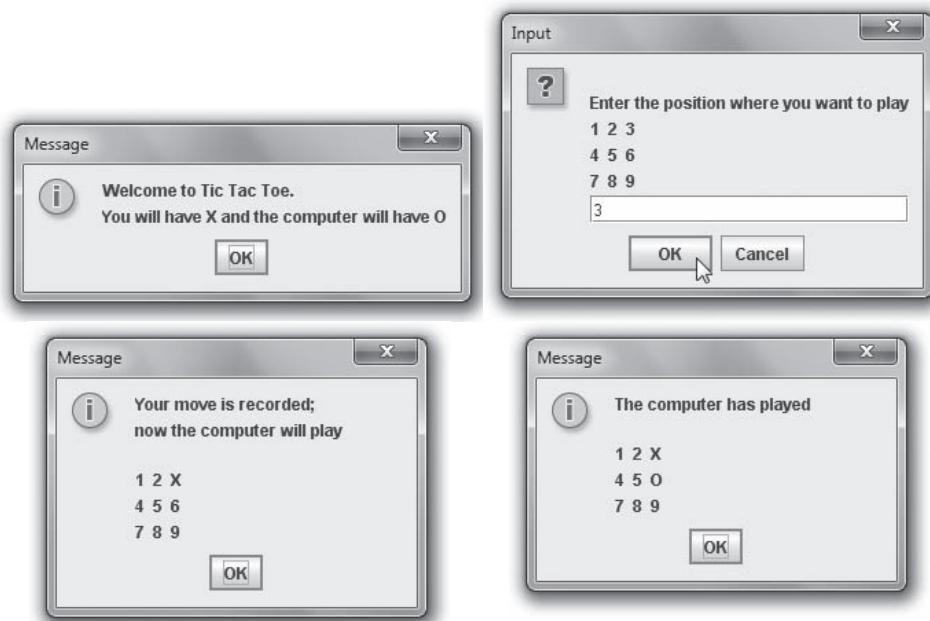 Message
Welcome to Tic Tac Toe.
You will have X and the computer will have O
OK
Input
?
Enter the position where you want to play
1 2 3
4 5 6
7 8 9
3
OK Cancel
Message
Your move is recorded;
now the computer will play
1 2 X
4 5 6
7 8 9
OK
Message
The computer has played
1 2 X
4 5 O
7 8 9
OK